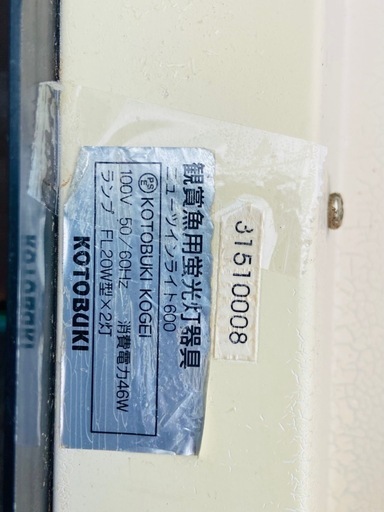 観賞魚用蛍光灯器具
ニューツインライト600
PSE KOTOBUKI KOGEI
100V 50/60Hz 消費電力46W
ランプ FL20W型×2灯
KOTOBUKI
31510008